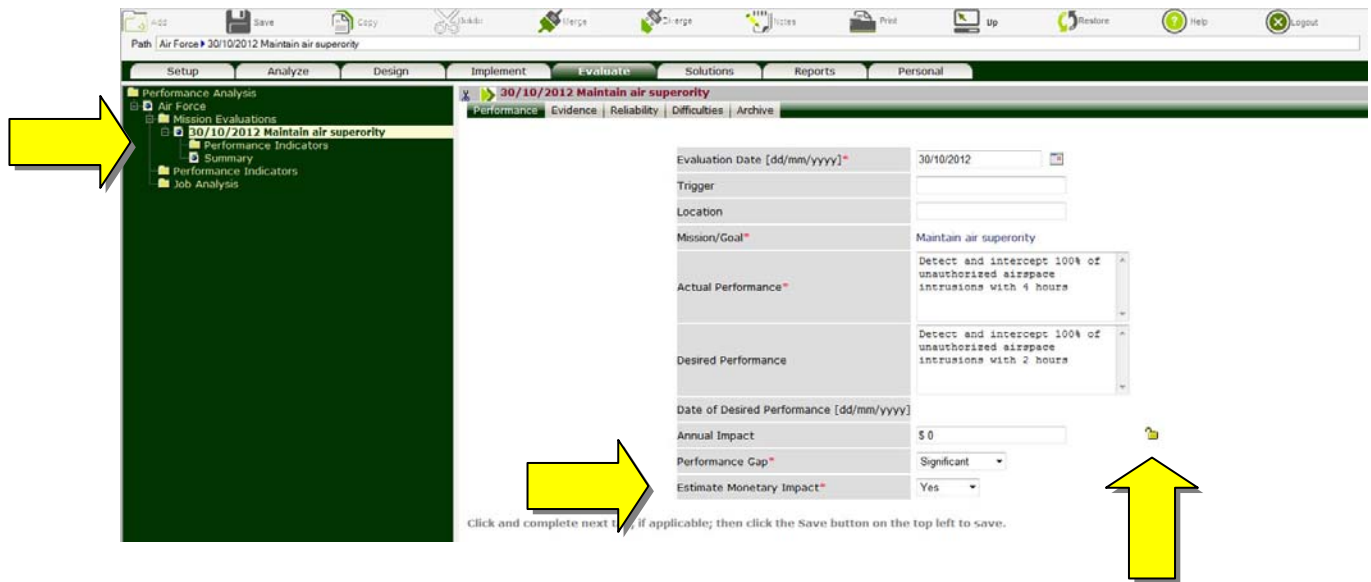 Add Save Copy Merge Diverge Notes Print Up Restore Help Logout
Path Air Force 30/10/2012 Maintain air superority
Setup Analyze Design Implement Evaluate Solutions Reports Personal
Performance Analysis
Air Force
Mission Evaluations
30/10/2012 Maintain air superority
Performance Indicators
Summary
Performance Indicators
Job Analysis
30/10/2012 Maintain air superority
Performance Evidence Reliability Difficulties Archive
Evaluation Date [dd/mm/yyyy]* 30/10/2012
Trigger
Location
Mission/Goal* Maintain air superority
Actual Performance*
Detect and intercept 100% of
unauthorized airspace
intrusions with 4 hours
Desired Performance
Detect and intercept 100% of
unauthorized airspace
intrusions with 2 hours
Date of Desired Performance [dd/mm/yyyy]
Annual Impact $ 0
Performance Gap* Significant
Estimate Monetary Impact* Yes
Click and complete next if applicable; then click the Save button on the top left to save.